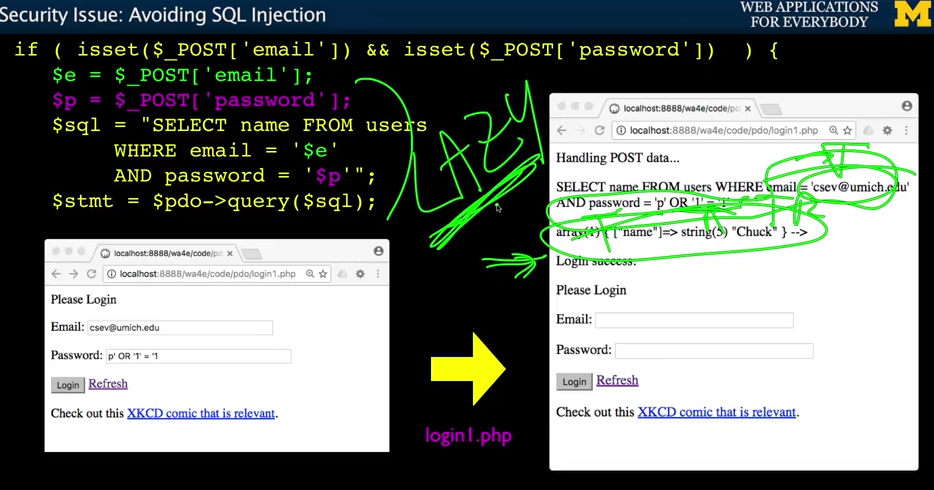 Security Issue: Avoiding SQL Injection
WEB APPLICATIONS
FOR EVERYBODY
M
if ( isset($_POST['email']) && isset($_POST['password']) ) {
$e = $_POST['email'];
$p = $_POST['password'];
$sql = "SELECT name FROM users
WHERE email = '$e'
AND password = '$p'";
$stmt = $pdo->query($sql);
LAZY
localhost:8888/wa4e/code/pd
localhost:8888/wa4e/code/pdo/login1.php
Please Login
Email: csev@umich.edu
Password: p' OR '1' = '1
Login Refresh
Check out this XKCD comic that is relevant.
login1.php
localhost:8888/wa4e/code/pdo
localhost:8888/wa4e/code/pdo/login1.php
Handling POST data...
SELECT name FROM users WHERE email = 'csev@umich.edu'
AND password = 'p' OR '1' = '1'
array(1) { ["name"]=> string(5) "Chuck" } -->
Login success.
Please Login
Email:
Password:
Login Refresh
Check out this XKCD comic that is relevant.